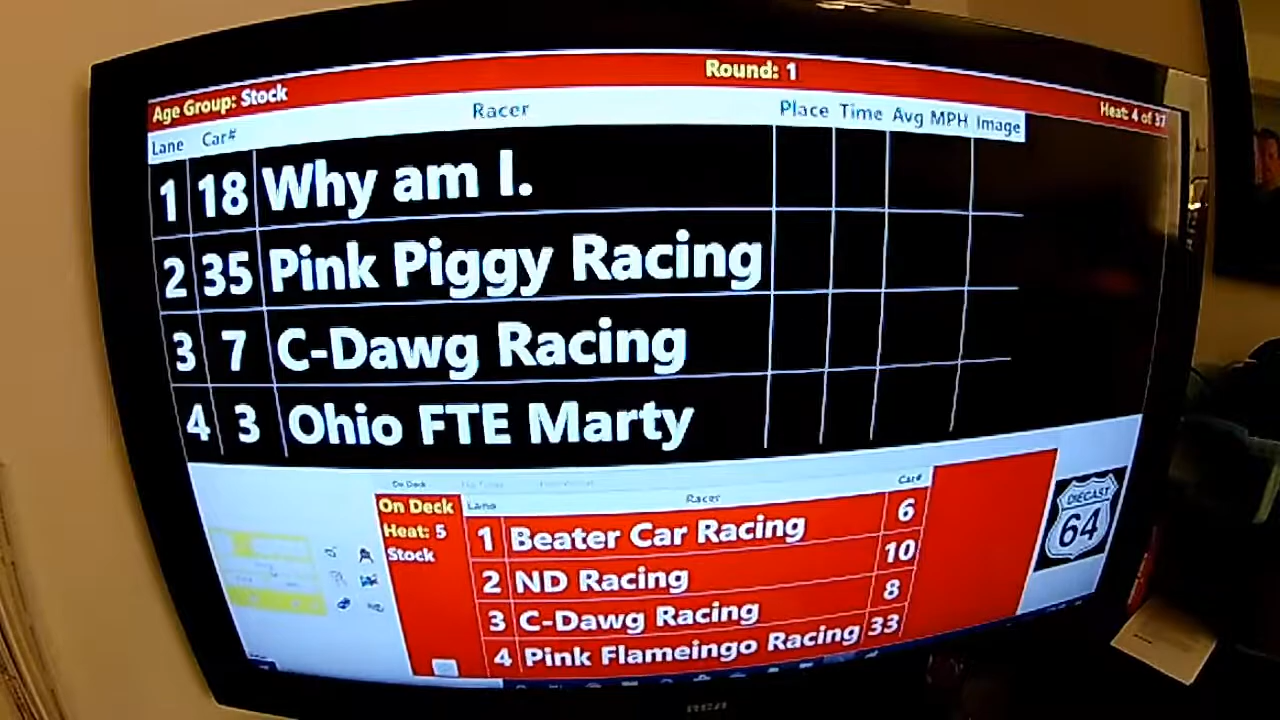 Age Group: Stock Round: 1 Heat: 4 of 37
Lane Car# Racer Place Time Avg MPH Image
1 18 Why am I.
2 35 Pink Piggy Racing
3 7 C-Dawg Racing
4 3 Ohio FTE Marty
On Deck
On Deck Lane Racer Car#
Heat: 5
Stock
1 Beater Car Racing 6
2 ND Racing 10
3 C-Dawg Racing 8
4 Pink Flameingo Racing 33
DIECAST
64